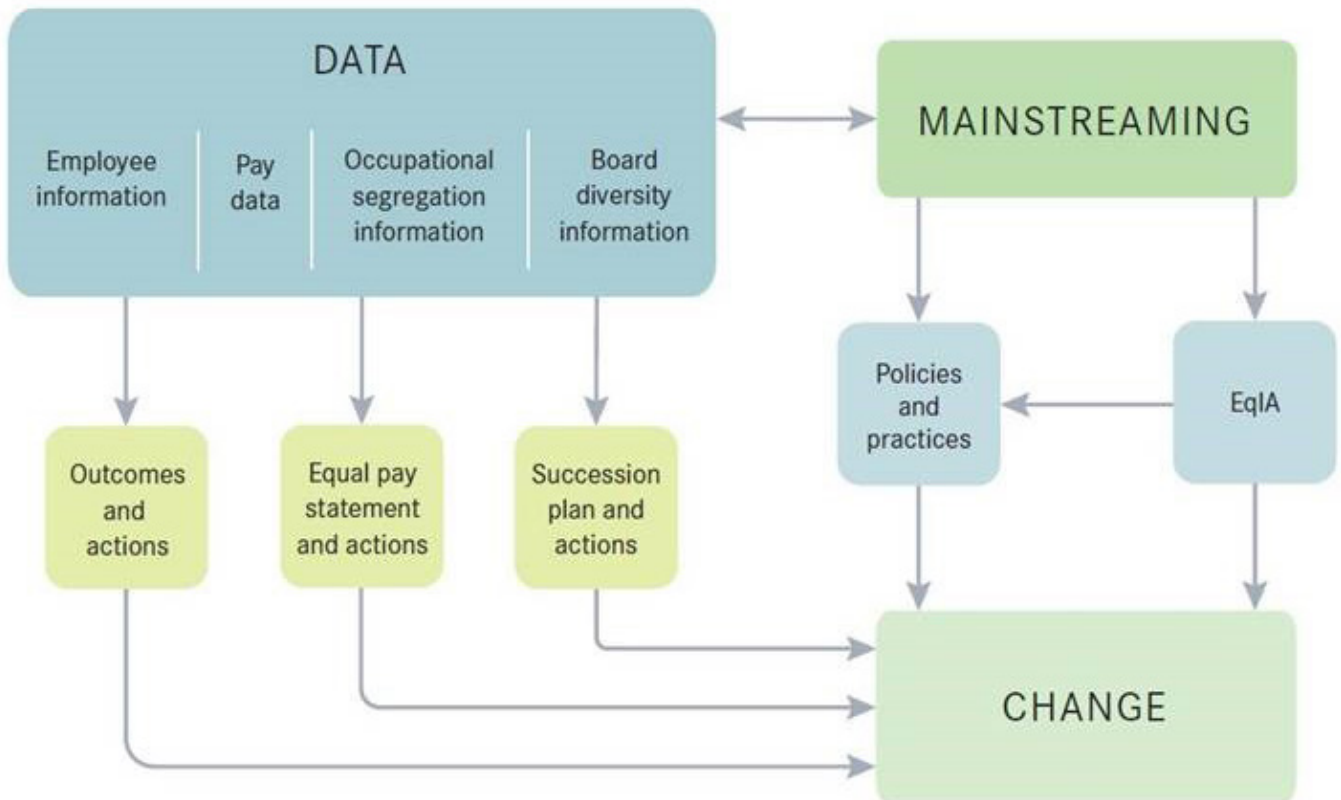 DATA
Employee
information
Pay
data
Occupational
segregation
information
Board
diversity
information
MAINSTREAMING
Policies
and
practices
EqIA
Outcomes
and
actions
Equal pay
statement
and actions
Succession
plan and
actions
CHANGE